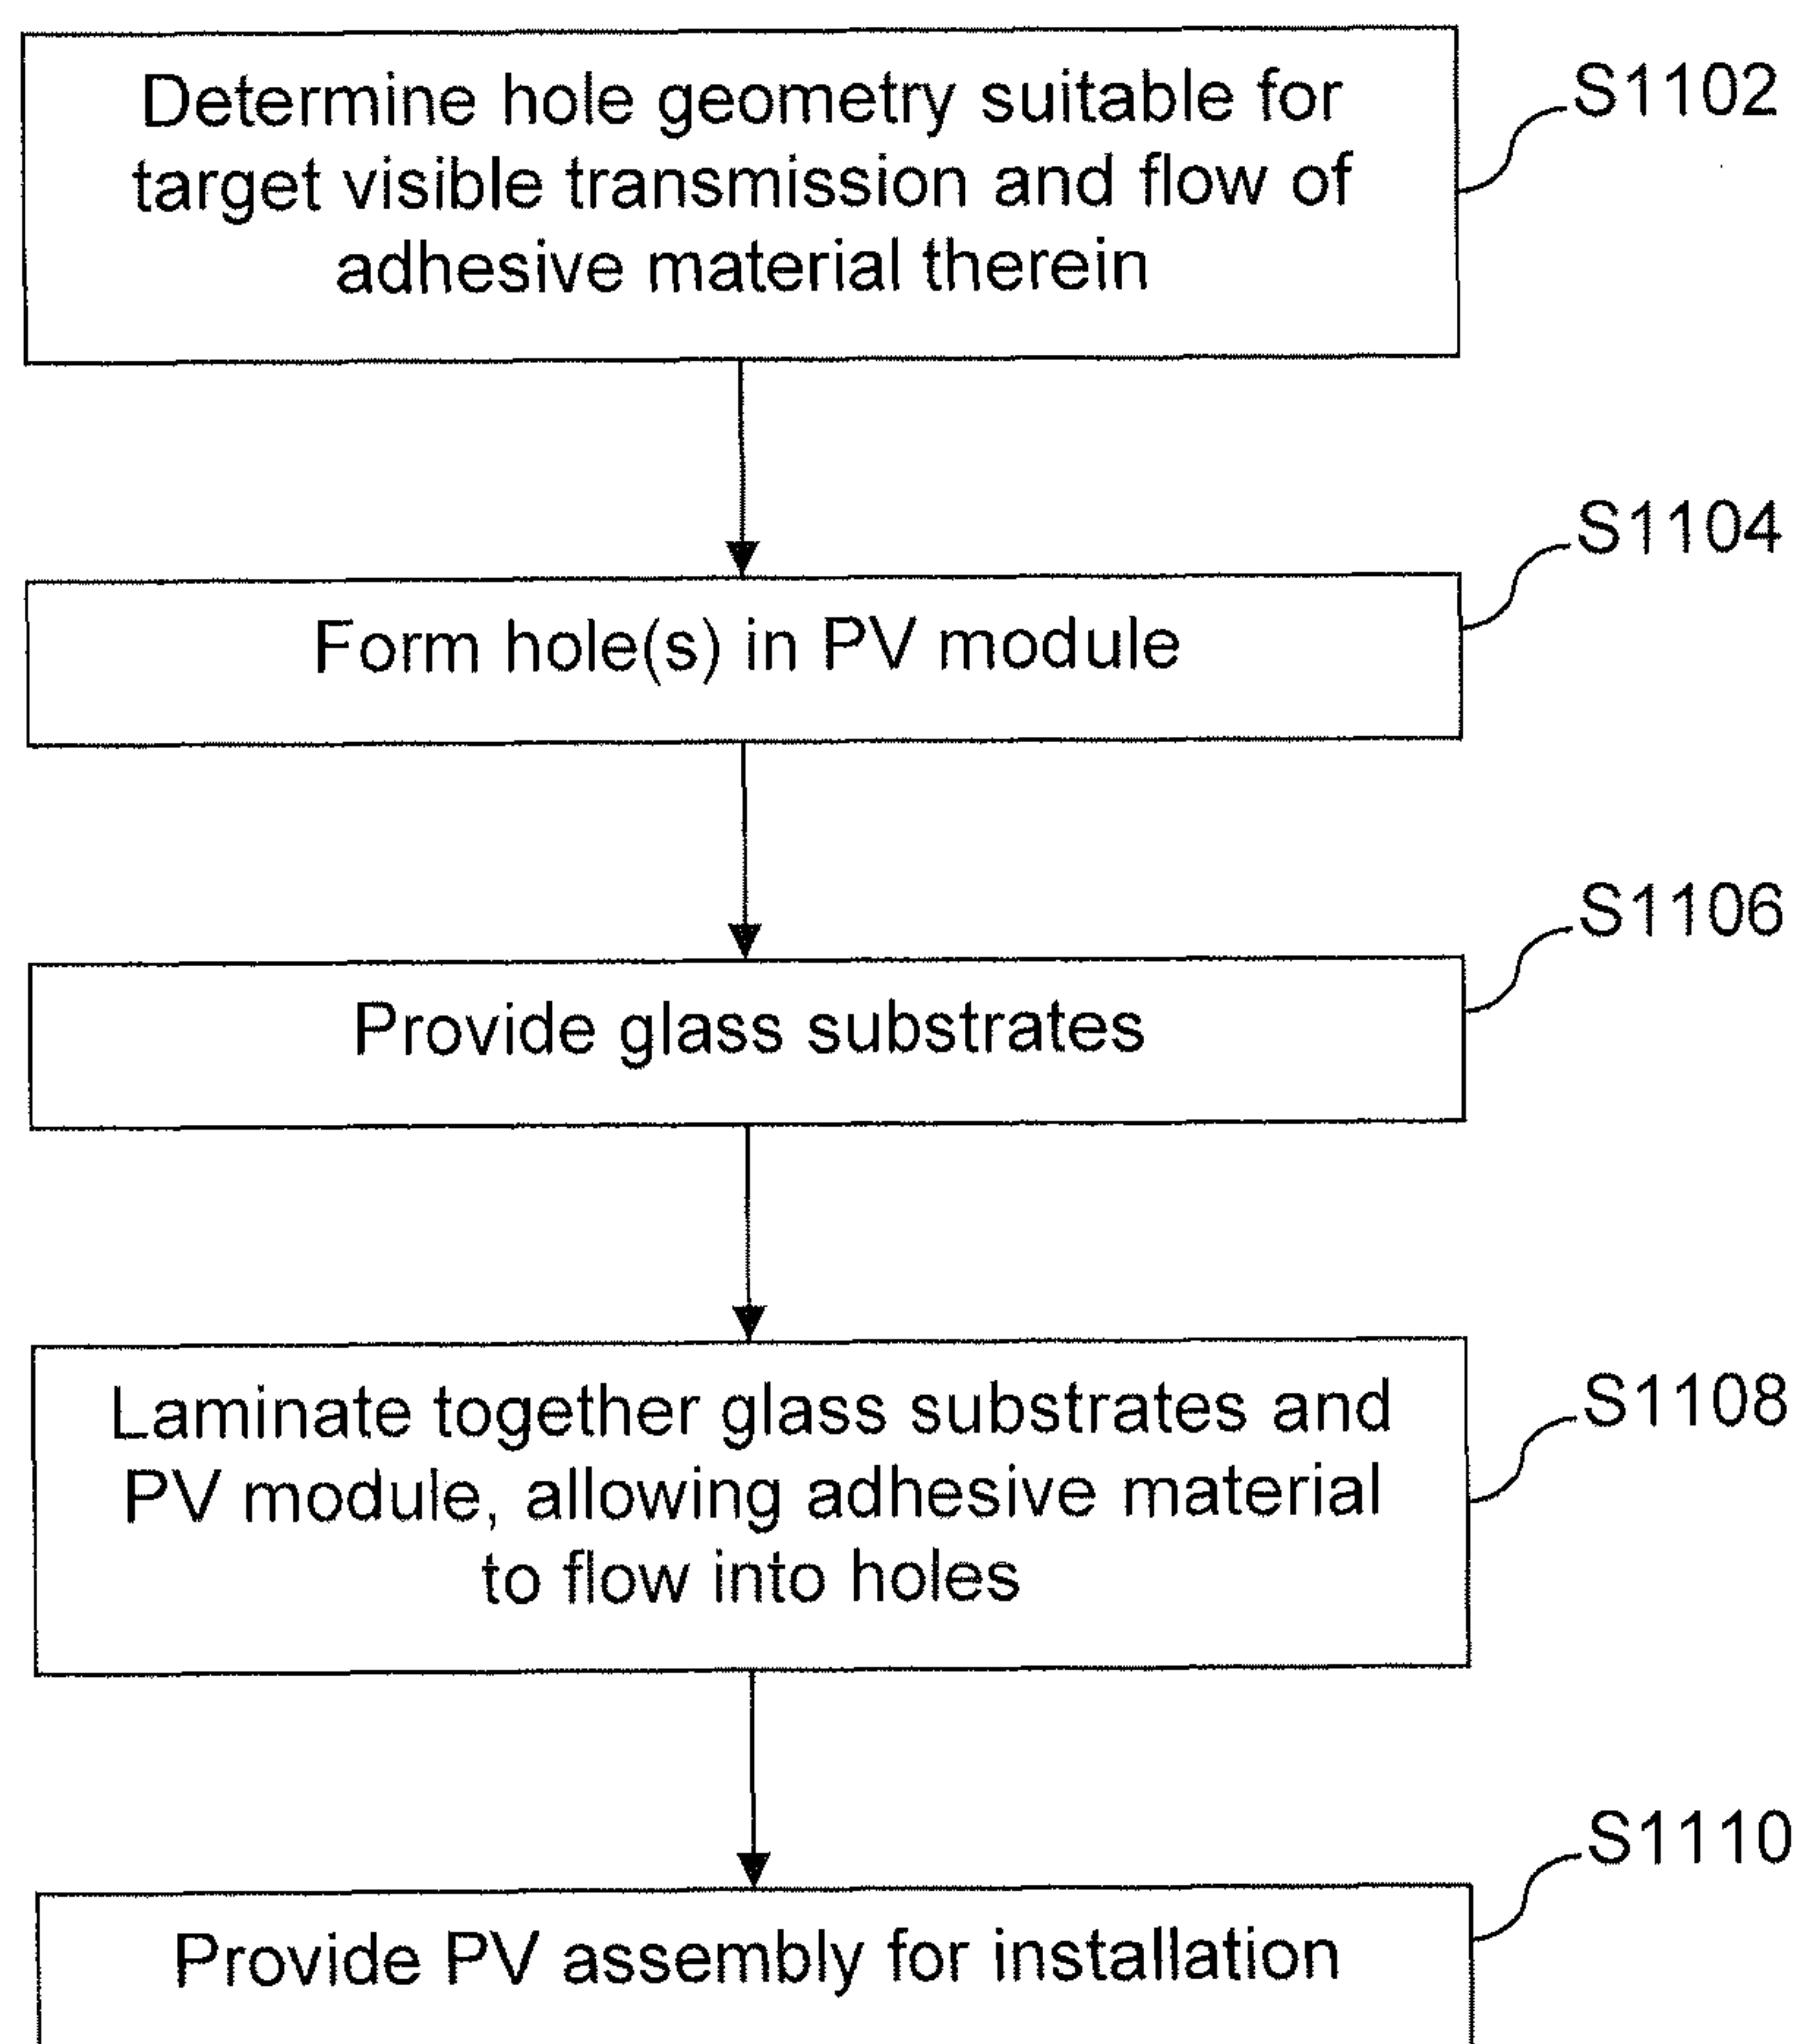 Determine hole geometry suitable for
target visible transmission and flow of
adhesive material therein
S1102
Form hole(s) in PV module
S1104
Provide glass substrates
S1106
Laminate together glass substrates and
PV module, allowing adhesive material
to flow into holes
S1108
Provide PV assembly for installation
S1110